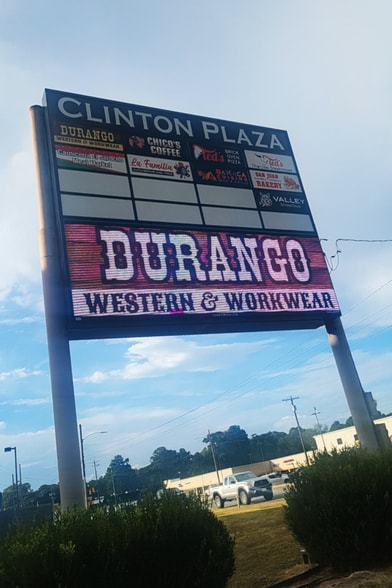 CLINTON PLAZA
DURANGO
WESTERN & WORKWEAR
CHICO'S
COFFEE
Ted's
BRICK
OVEN
PIZZA
La Familia
SAN JUAN
BAKERY
VALLEY
DURANGO
WESTERN & WORKWEAR